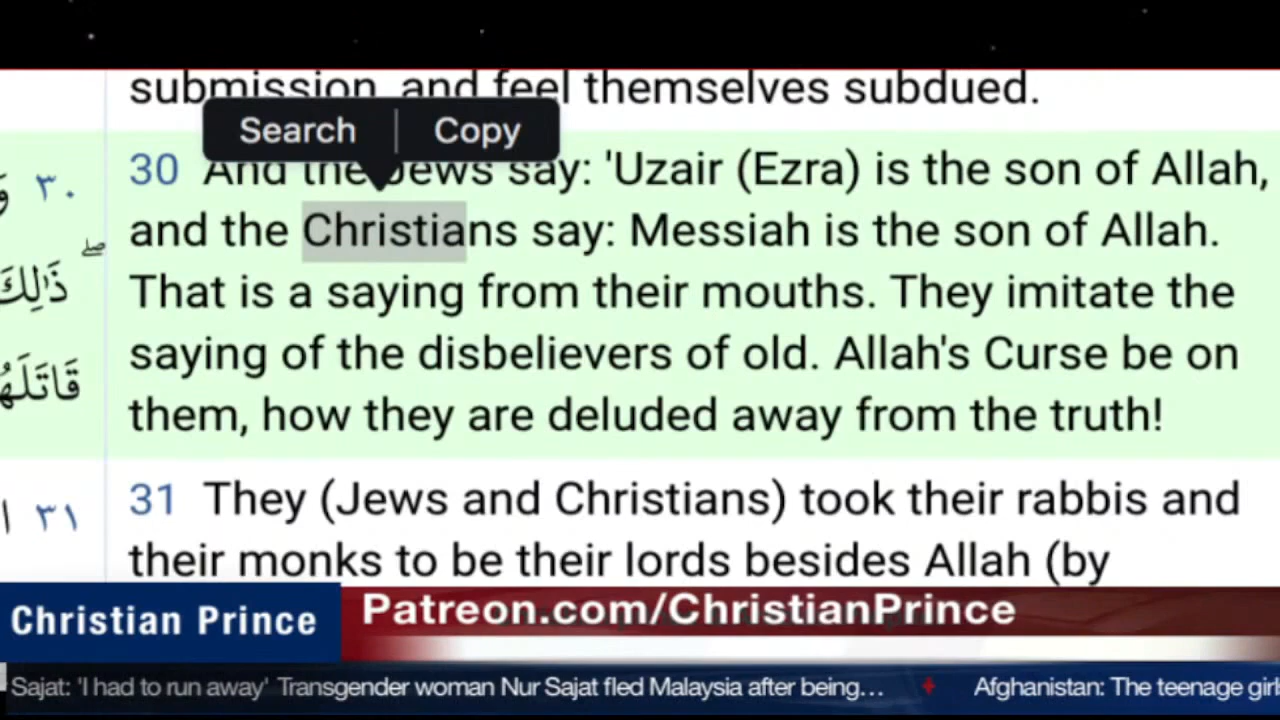 submission, and feel themselves subdued.
Search Copy
30 And the Jews say: 'Uzair (Ezra) is the son of Allah,
and the Christians say: Messiah is the son of Allah.
That is a saying from their mouths. They imitate the
saying of the disbelievers of old. Allah's Curse be on
them, how they are deluded away from the truth!
٣٠
ذَٰلِكَ
31 They (Jews and Christians) took their rabbis and
their monks to be their lords besides Allah (by
٣١
Christian Prince
Patreon.com/ChristianPrince
Sajat: 'I had to run away' Transgender woman Nur Sajat fled Malaysia after being... Afghanistan: The teenage